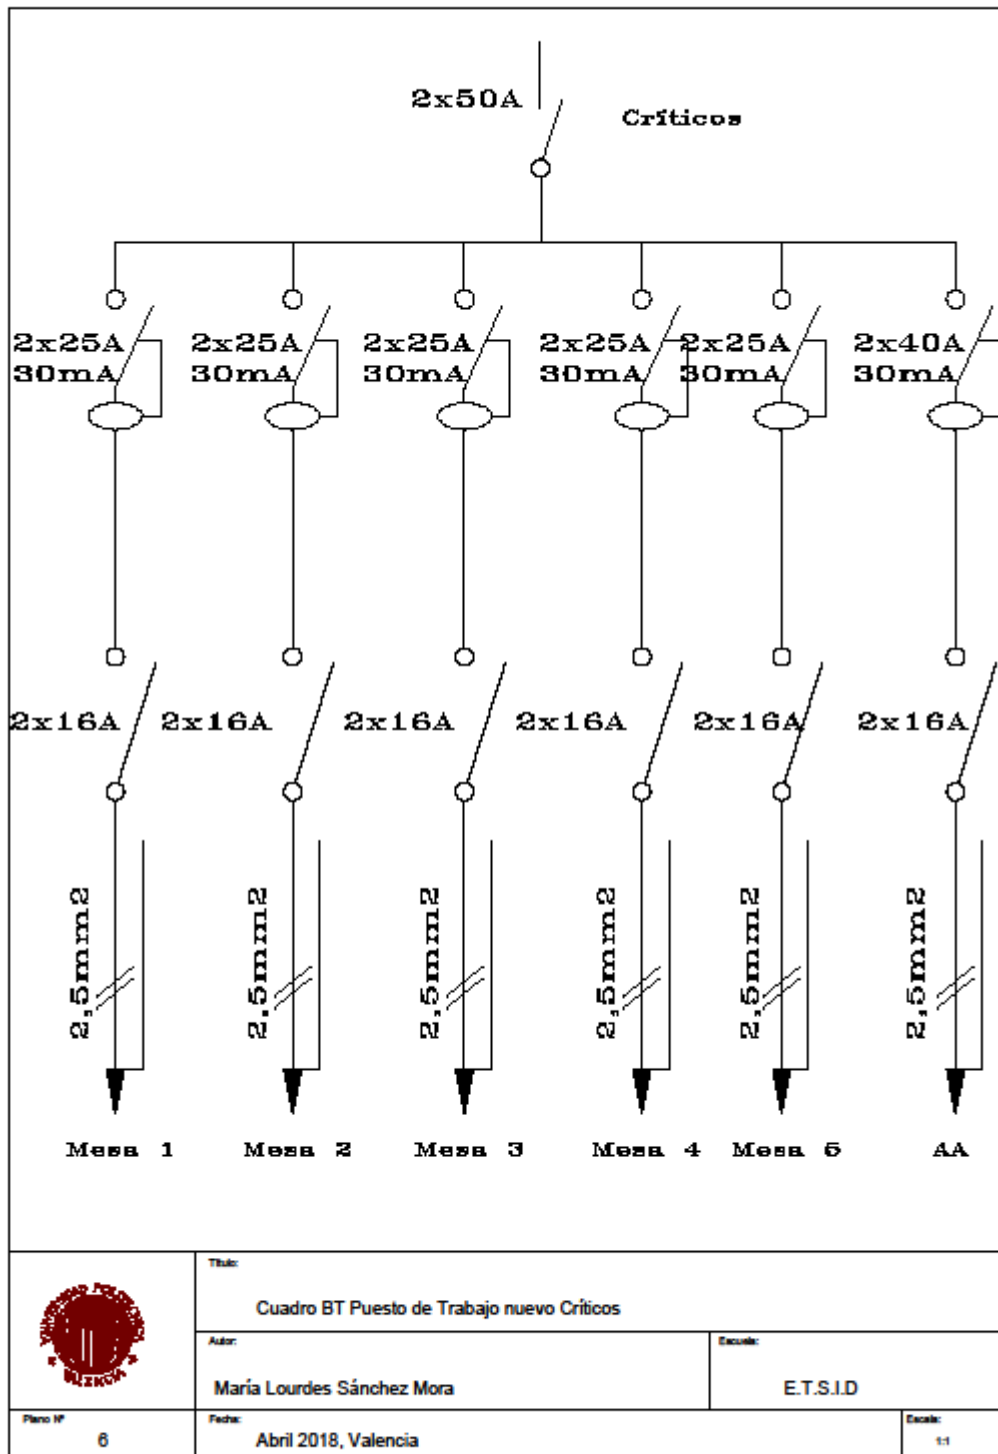 2x50A
Críticos
2x25A 2x25A 2x25A 2x25A 2x25A 2x40A
30mA 30mA 30mA 30mA 30mA 30mA
2x16A 2x16A 2x16A 2x16A 2x16A 2x16A
2,5mm2 2,5mm2 2,5mm2 2,5mm2 2,5mm2 2,5mm2
Mesa 1 Mesa 2 Mesa 3 Mesa 4 Mesa 5 AA
Título:
Cuadro BT Puesto de Trabajo nuevo Críticos
Autor:
María Lourdes Sánchez Mora
Escuela:
E.T.S.I.D
Plano Nº
6
Fecha:
Abril 2018, Valencia
Escala:
1:1